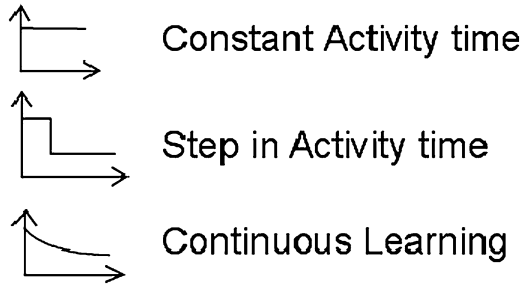 Constant Activity time
Step in Activity time
Continuous Learning